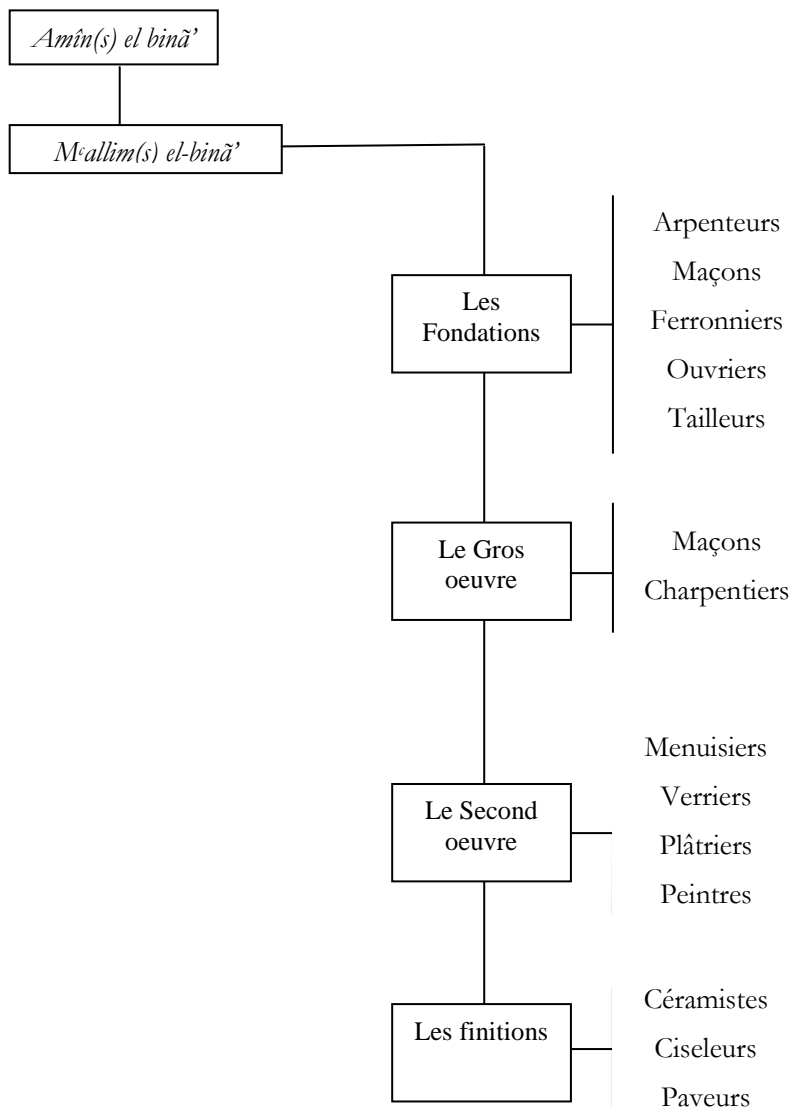 Amîn(s) el binã’
Mᶜallim(s) el-binã’
Les
Fondations
Arpenteurs
Maçons
Ferronniers
Ouvriers
Tailleurs
Le Gros
oeuvre
Maçons
Charpentiers
Le Second
oeuvre
Menuisiers
Verriers
Plâtriers
Peintres
Les finitions
Céramistes
Ciseleurs
Paveurs